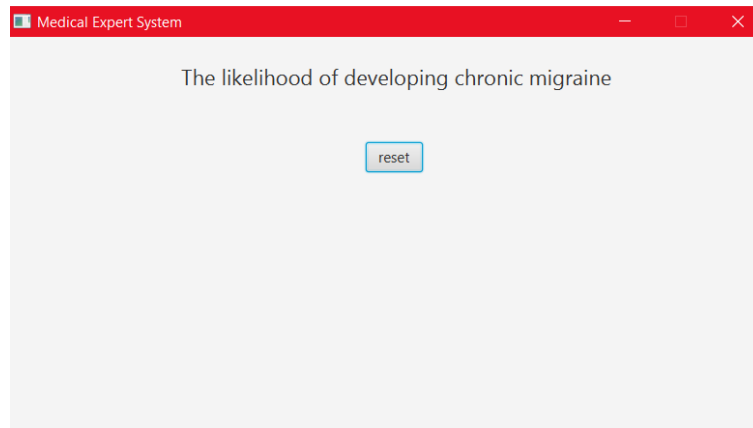 Medical Expert System
The likelihood of developing chronic migraine
reset